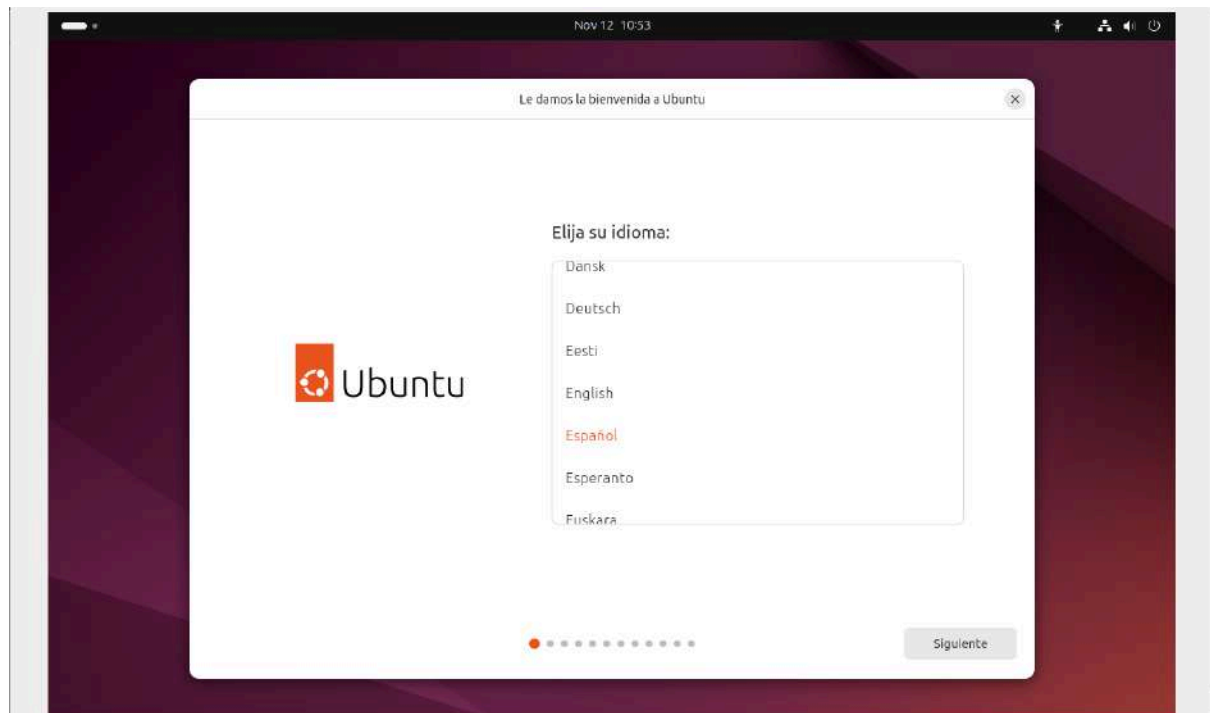 Nov 12 10:53
Le damos la bienvenida a Ubuntu
Elija su idioma:
Dansk
Deutsch
Eesti
English
Español
Esperanto
Euskara
Ubuntu
Siguiente